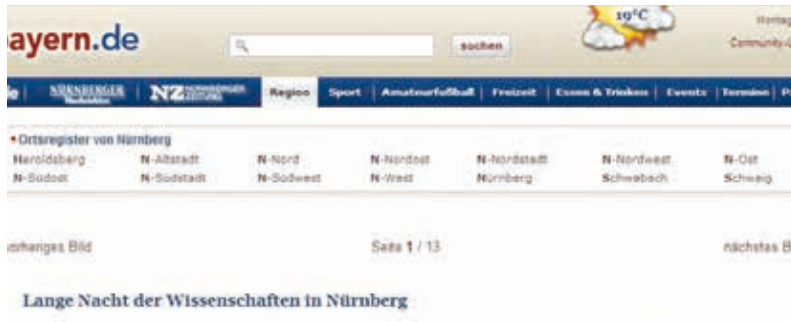 19°C
ayern.de
suchen
Montag
Community-
NÜRNBERGER Nachrichten NZ NÜRNBERGER ZEITUNG Region Sport Amateurfußball Freizeit Essen & Trinken Events Termine
Ortsregister von Nürnberg
Heroldsberg N-Altstadt N-Nord N-Nordost N-Nordstadt N-Nordwest N-Ost
N-Südost N-Südstadt N-Südwest N-West Nürnberg Schwabach Schwaig
vorheriges Bild Seite 1 / 13 nächstes B
Lange Nacht der Wissenschaften in Nürnberg